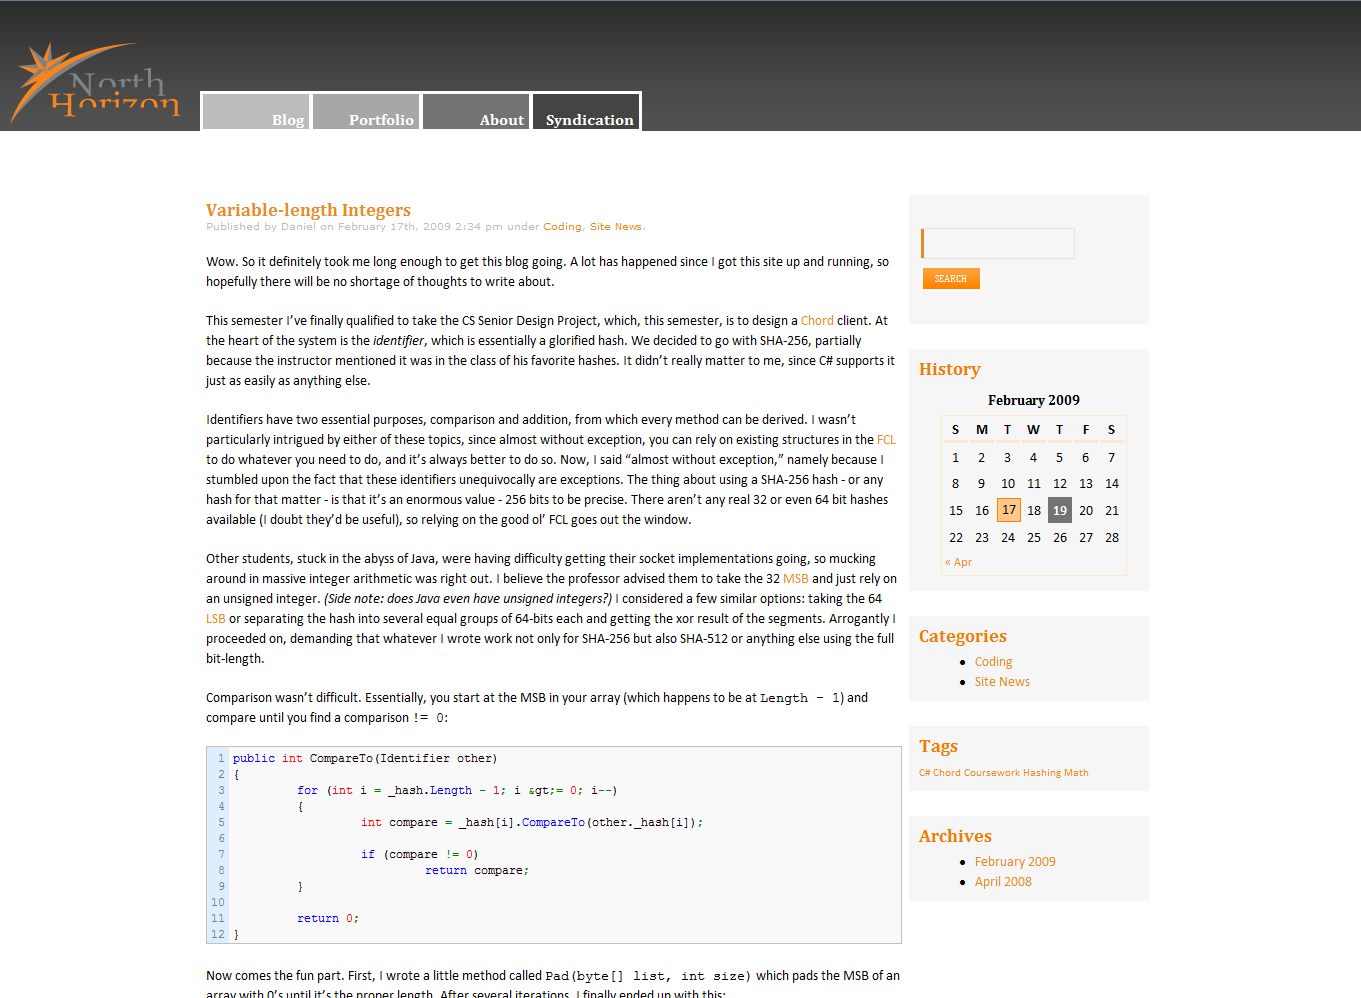 North
Horizon
Blog
Portfolio
About
Syndication
Variable-length Integers
Published by Daniel on February 17th, 2009 2:34 pm under Coding, Site News.
Wow. So it definitely took me long enough to get this blog going. A lot has happened since I got this site up and running, so
hopefully there will be no shortage of thoughts to write about.
This semester I’ve finally qualified to take the CS Senior Design Project, which, this semester, is to design a Chord client. At
the heart of the system is the identifier, which is essentially a glorified hash. We decided to go with SHA-256, partially
because the instructor mentioned it was in the class of his favorite hashes. It didn’t really matter to me, since C# supports it
just as easily as anything else.
Identifiers have two essential purposes, comparison and addition, from which every method can be derived. I wasn’t
particularly intrigued by either of these topics, since almost without exception, you can rely on existing structures in the FCL
to do whatever you need to do, and it’s always better to do so. Now, I said “almost without exception,” namely because I
stumbled upon the fact that these identifiers unequivocally are exceptions. The thing about using a SHA-256 hash - or any
hash for that matter - is that it’s an enormous value - 256 bits to be precise. There aren’t any real 32 or even 64 bit hashes
available (I doubt they’d be useful), so relying on the good ol’ FCL goes out the window.
Other students, stuck in the abyss of Java, were having difficulty getting their socket implementations going, so mucking
around in massive integer arithmetic was right out. I believe the professor advised them to take the 32 MSB and just rely on
an unsigned integer. (Side note: does Java even have unsigned integers?) I considered a few similar options: taking the 64
LSB or separating the hash into several equal groups of 64-bits each and getting the xor result of the segments. Arrogantly I
proceeded on, demanding that whatever I wrote work not only for SHA-256 but also SHA-512 or anything else using the full
bit-length.
Comparison wasn’t difficult. Essentially, you start at the MSB in your array (which happens to be at Length - 1) and
compare until you find a comparison != 0:
1 public int CompareTo(Identifier other)
2 {
3 for (int i = _hash.Length - 1; i &gt;= 0; i--)
4 {
5 int compare = _hash[i].CompareTo(other._hash[i]);
6
7 if (compare != 0)
8 return compare;
9 }
10
11 return 0;
12 }
Now comes the fun part. First, I wrote a little method called Pad(byte[] list, int size) which pads the MSB of an
array with 0’s until it’s the proper length. After several iterations, I finally ended up with this:
SEARCH
History
February 2009
S M T W T F S
1 2 3 4 5 6 7
8 9 10 11 12 13 14
15 16 17 18 19 20 21
22 23 24 25 26 27 28
« Apr
Categories
Coding
Site News
Tags
C# Chord Coursework Hashing Math
Archives
February 2009
April 2008